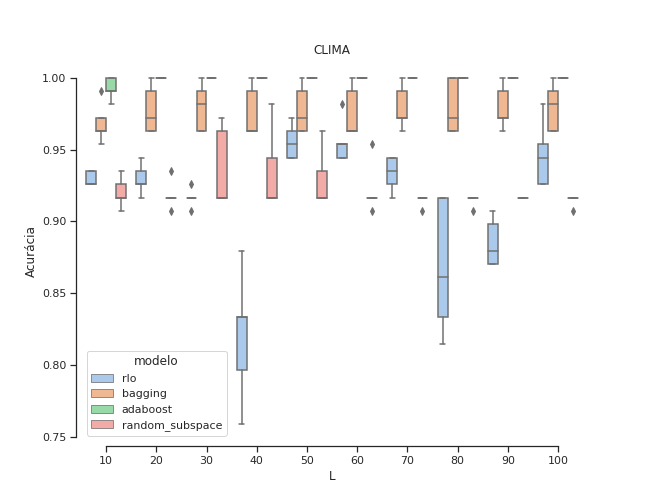 CLIMA
1.00
0.95
0.90
0.85
0.80
0.75
Acurácia
modelo
rlo
bagging
adaboost
random_subspace
10 20 30 40 50 60 70 80 90 100
L